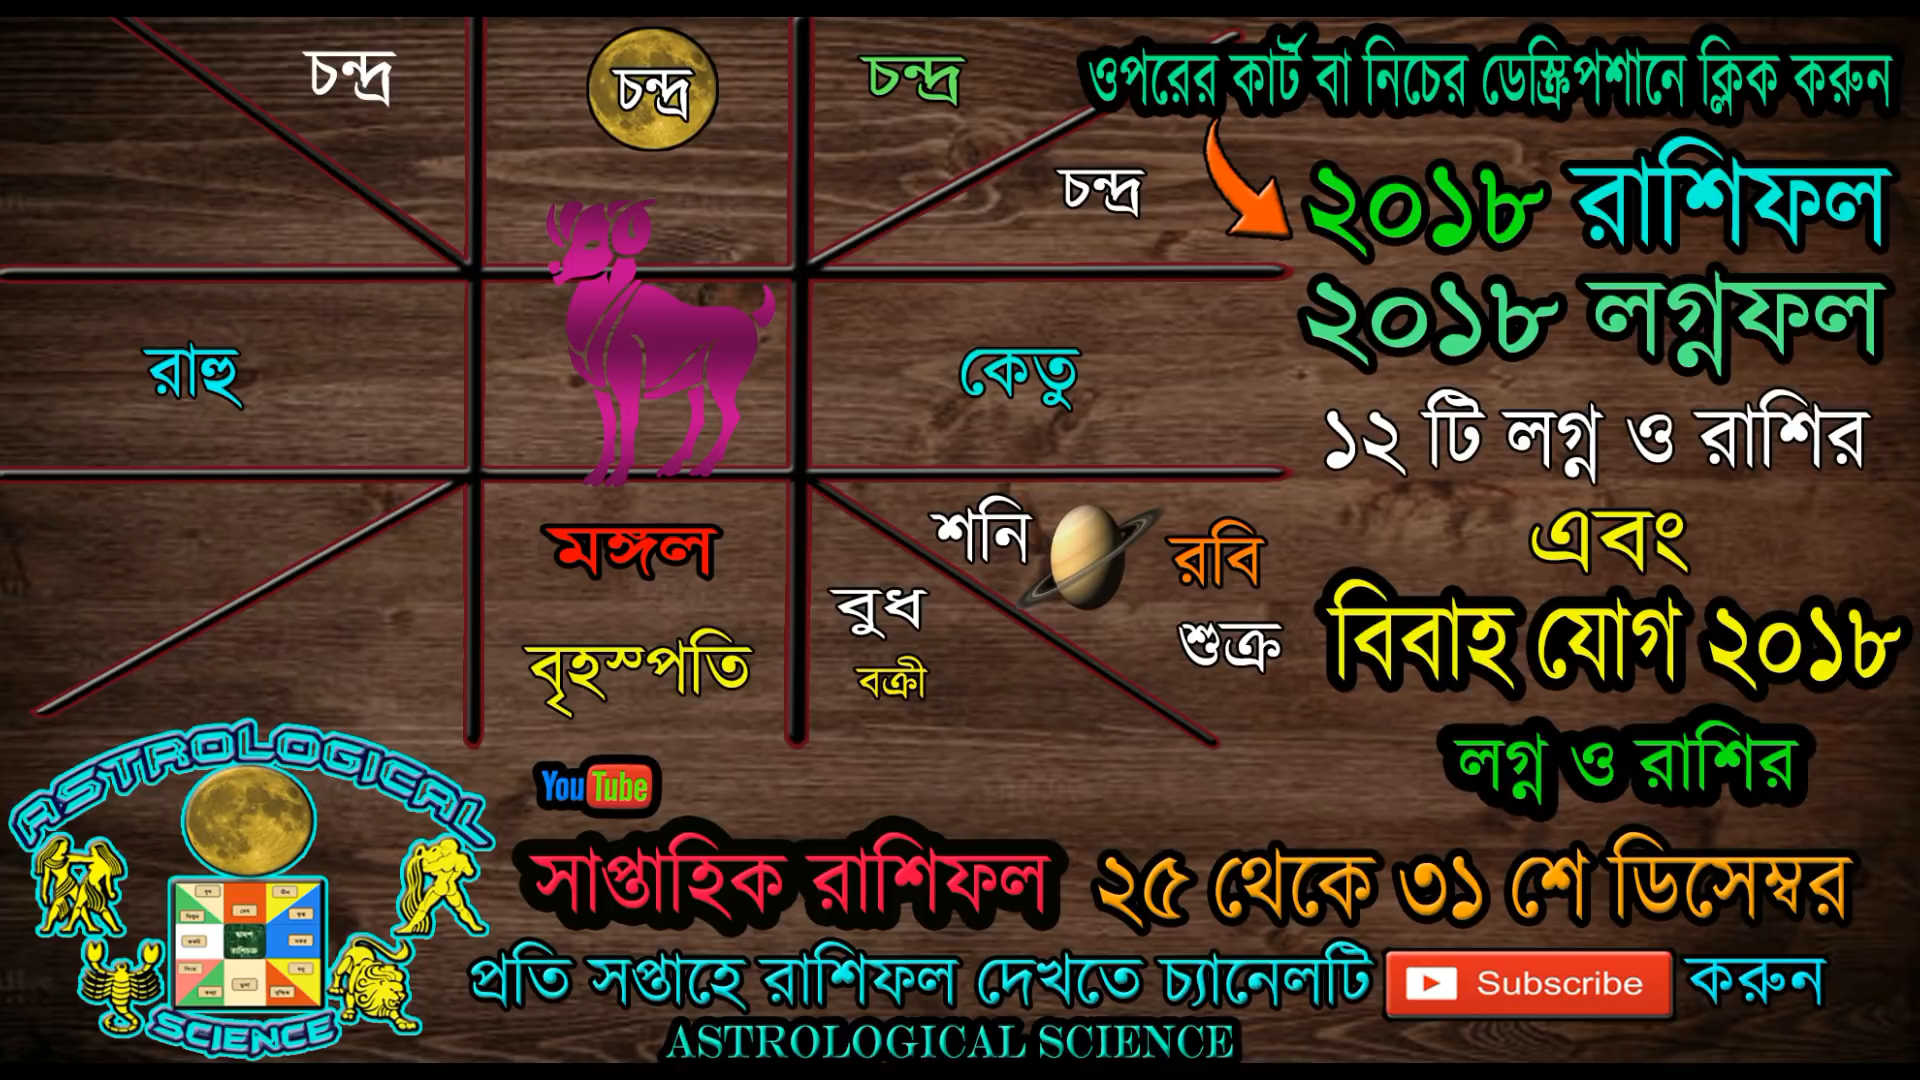 চন্দ্র
চন্দ্র
চন্দ্র
চন্দ্র
ওপরের কার্ট বা নিচের ডেস্ক্রিপশানে ক্লিক করুন
২০১৮ রাশিফল
২০১৮ লগ্নফল
১২ টি লগ্ন ও রাশির
এবং
বিবাহ যোগ ২০১৮
লগ্ন ও রাশির
রাহু
কেতু
মঙ্গল
বৃহস্পতি
শনি
রবি
বুধ
বক্রী
শুক্র
ASTROLOGICAL
SCIENCE
YouTube
সাপ্তাহিক রাশিফল ২৫ থেকে ৩১ শে ডিসেম্বর
প্রতি সপ্তাহে রাশিফল দেখতে চ্যানেলটি Subscribe করুন
ASTROLOGICAL SCIENCE